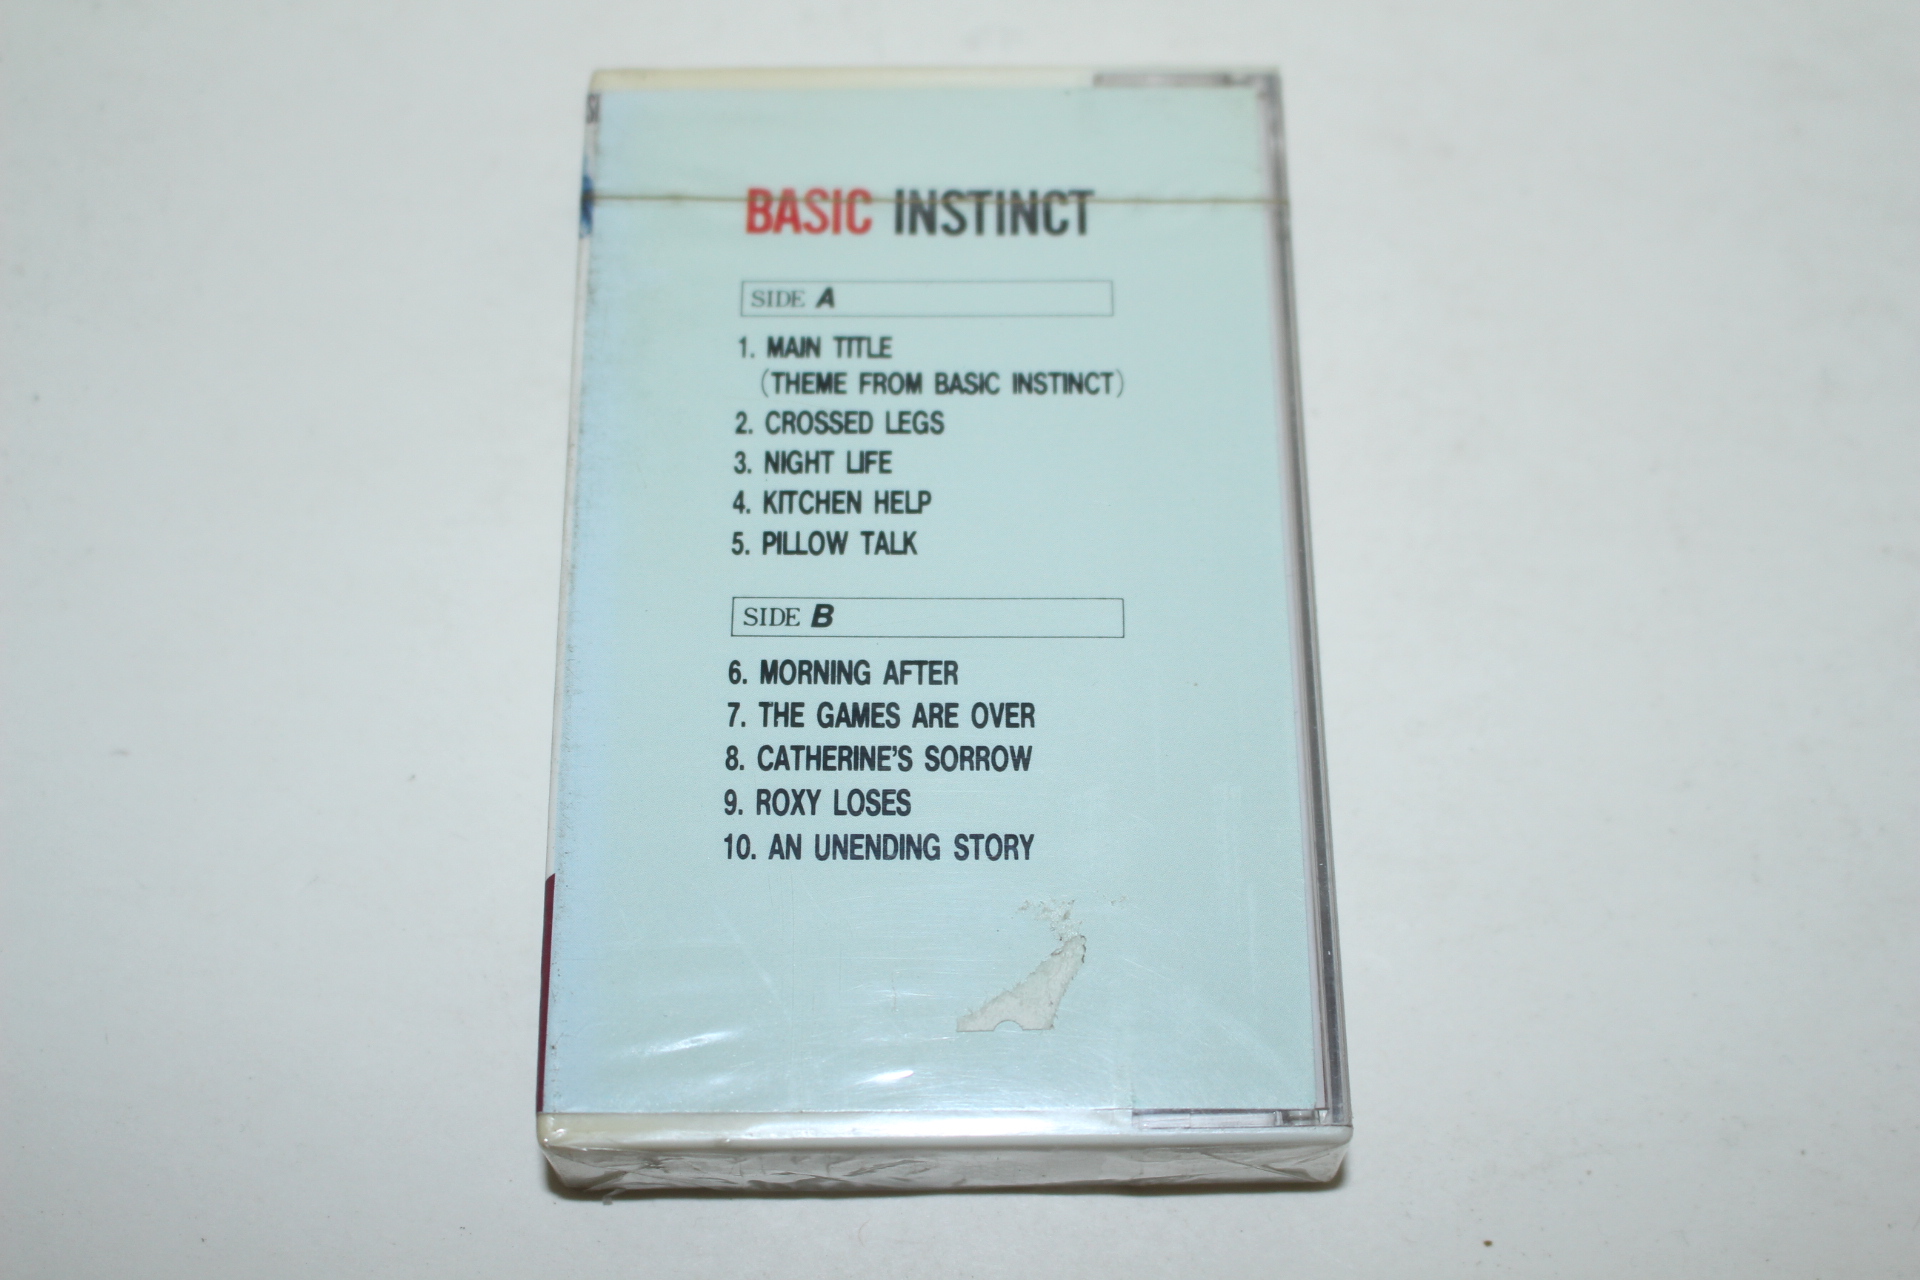 BASIC INSTINCT
SIDE A
1. MAIN TITLE
(THEME FROM BASIC INSTINCT)
2. CROSSED LEGS
3. NIGHT LIFE
4. KITCHEN HELP
5. PILLOW TALK
SIDE B
6. MORNING AFTER
7. THE GAMES ARE OVER
8. CATHERINE'S SORROW
9. ROXY LOSES
10. AN UNENDING STORY